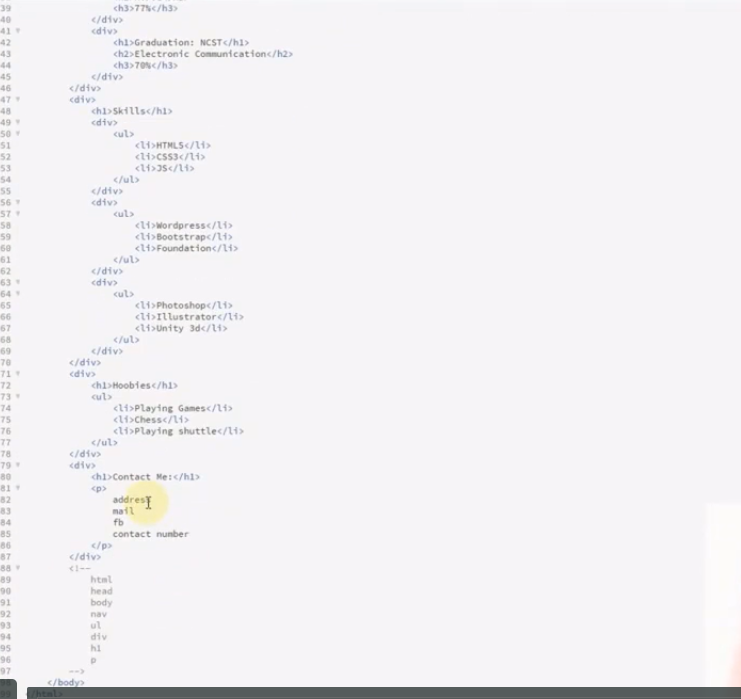 39 <h3>77%</h3>
40 </div>
41 <div>
42 <h1>Graduation: NCST</h1>
43 <h2>Electronic Communication</h2>
44 <h3>70%</h3>
45 </div>
46 </div>
47 <div>
48 <h1>Skills</h1>
49 <div>
50 <ul>
51 <li>HTML5</li>
52 <li>CSS3</li>
53 <li>JS</li>
54 </ul>
55 </div>
56 <div>
57 <ul>
58 <li>Wordpress</li>
59 <li>Bootstrap</li>
60 <li>Foundation</li>
61 </ul>
62 </div>
63 <div>
64 <ul>
65 <li>Photoshop</li>
66 <li>Illustrator</li>
67 <li>Unity 3d</li>
68 </ul>
69 </div>
70 </div>
71 <div>
72 <h1>Hoobies</h1>
73 <ul>
74 <li>Playing Games</li>
75 <li>Chess</li>
76 <li>Playing shuttle</li>
77 </ul>
78 </div>
79 <div>
80 <h1>Contact Me:</h1>
81 <p>
82 address
83 mail
84 fb
85 contact number
86 </p>
87 </div>
88 <!--
89 html
90 head
91 body
92 nav
93 ul
94 div
95 h1
96 p
97 -->
</body>
</html>